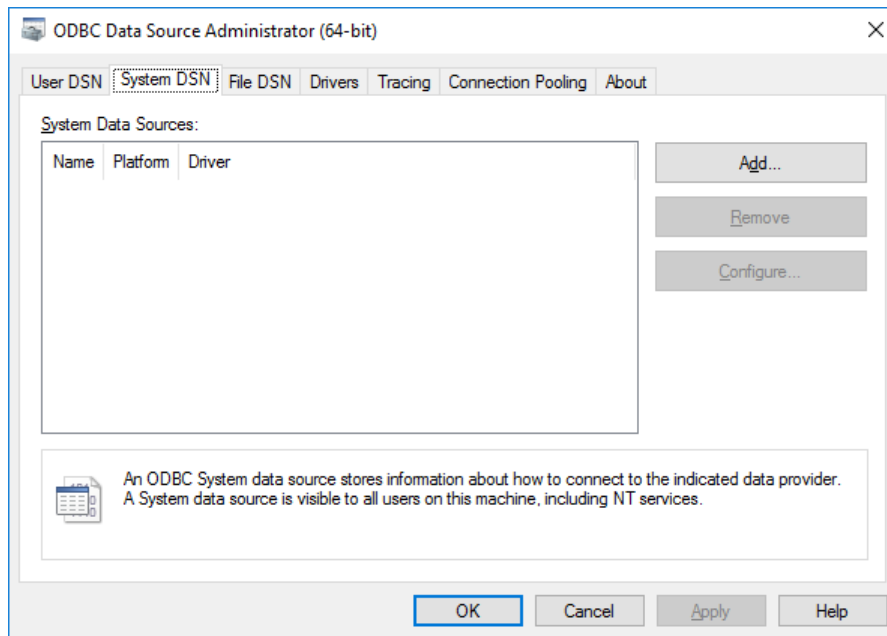 ODBC Data Source Administrator (64-bit)
User DSN System DSN File DSN Drivers Tracing Connection Pooling About
System Data Sources:
Name Platform Driver
Add...
Remove
Configure...
An ODBC System data source stores information about how to connect to the indicated data provider.
A System data source is visible to all users on this machine, including NT services.
OK Cancel Apply Help